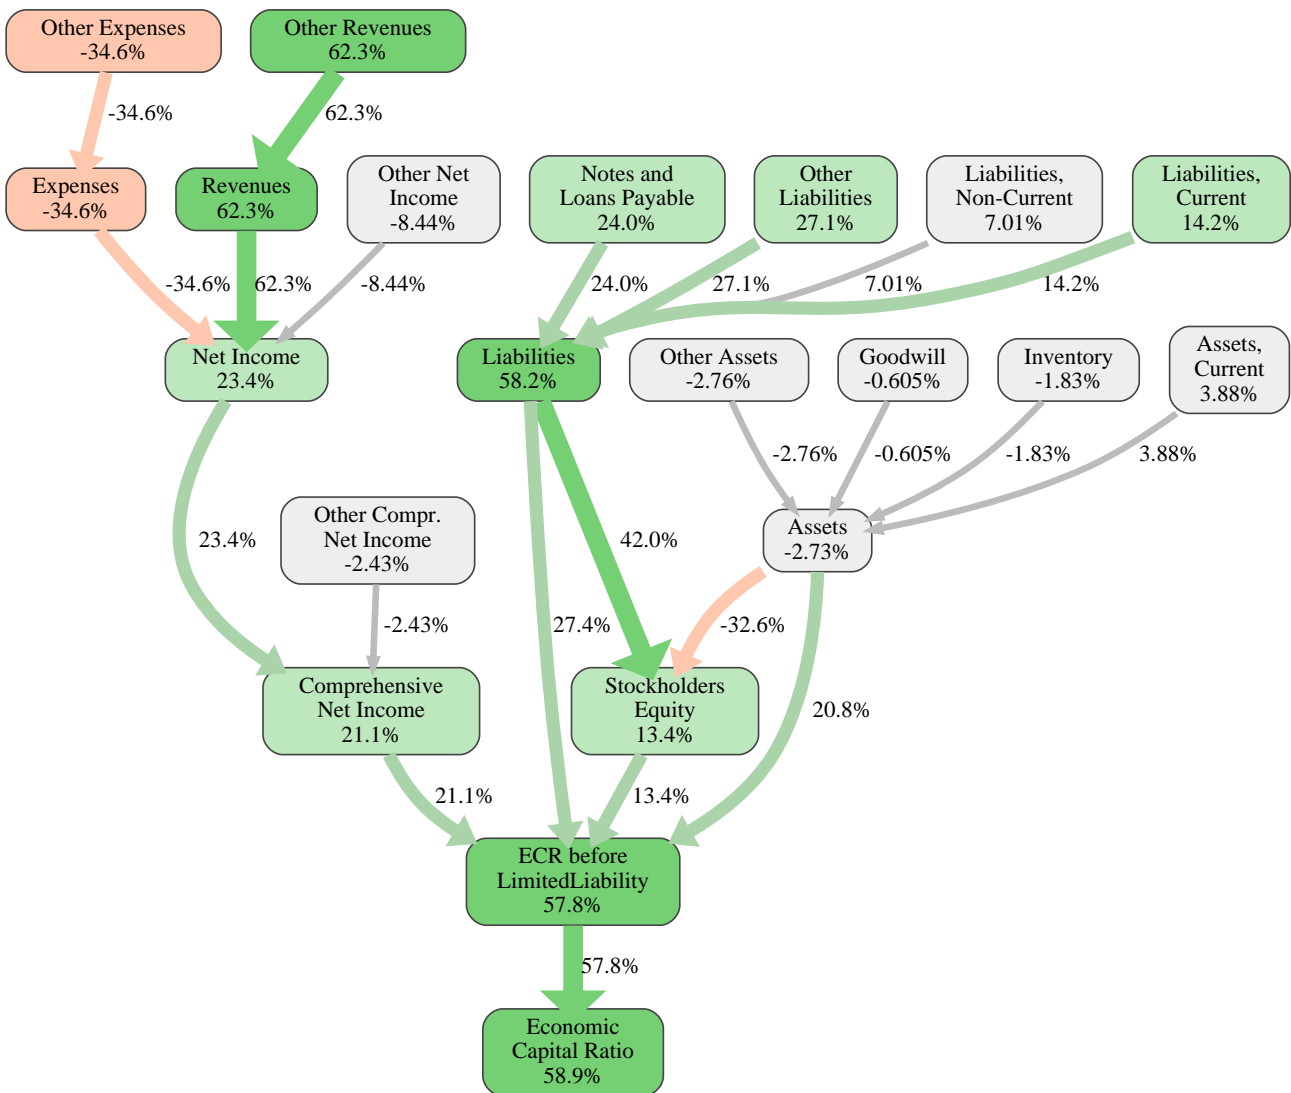 Other Expenses
-34.6%
Other Revenues
62.3%
-34.6%
62.3%
Expenses
-34.6%
Revenues
62.3%
Other Net
Income
-8.44%
Notes and
Loans Payable
24.0%
Other
Liabilities
27.1%
Liabilities,
Non-Current
7.01%
Liabilities,
Current
14.2%
-34.6%
62.3%
-8.44%
24.0%
27.1%
7.01%
14.2%
Net Income
23.4%
Liabilities
58.2%
Other Assets
-2.76%
Goodwill
-0.605%
Inventory
-1.83%
Assets,
Current
3.88%
-2.76%
-0.605%
-1.83%
3.88%
Other Compr.
Net Income
-2.43%
23.4%
42.0%
Assets
-2.73%
-2.43%
27.4%
-32.6%
Comprehensive
Net Income
21.1%
Stockholders
Equity
13.4%
20.8%
21.1%
13.4%
ECR before
LimitedLiability
57.8%
57.8%
Economic
Capital Ratio
58.9%